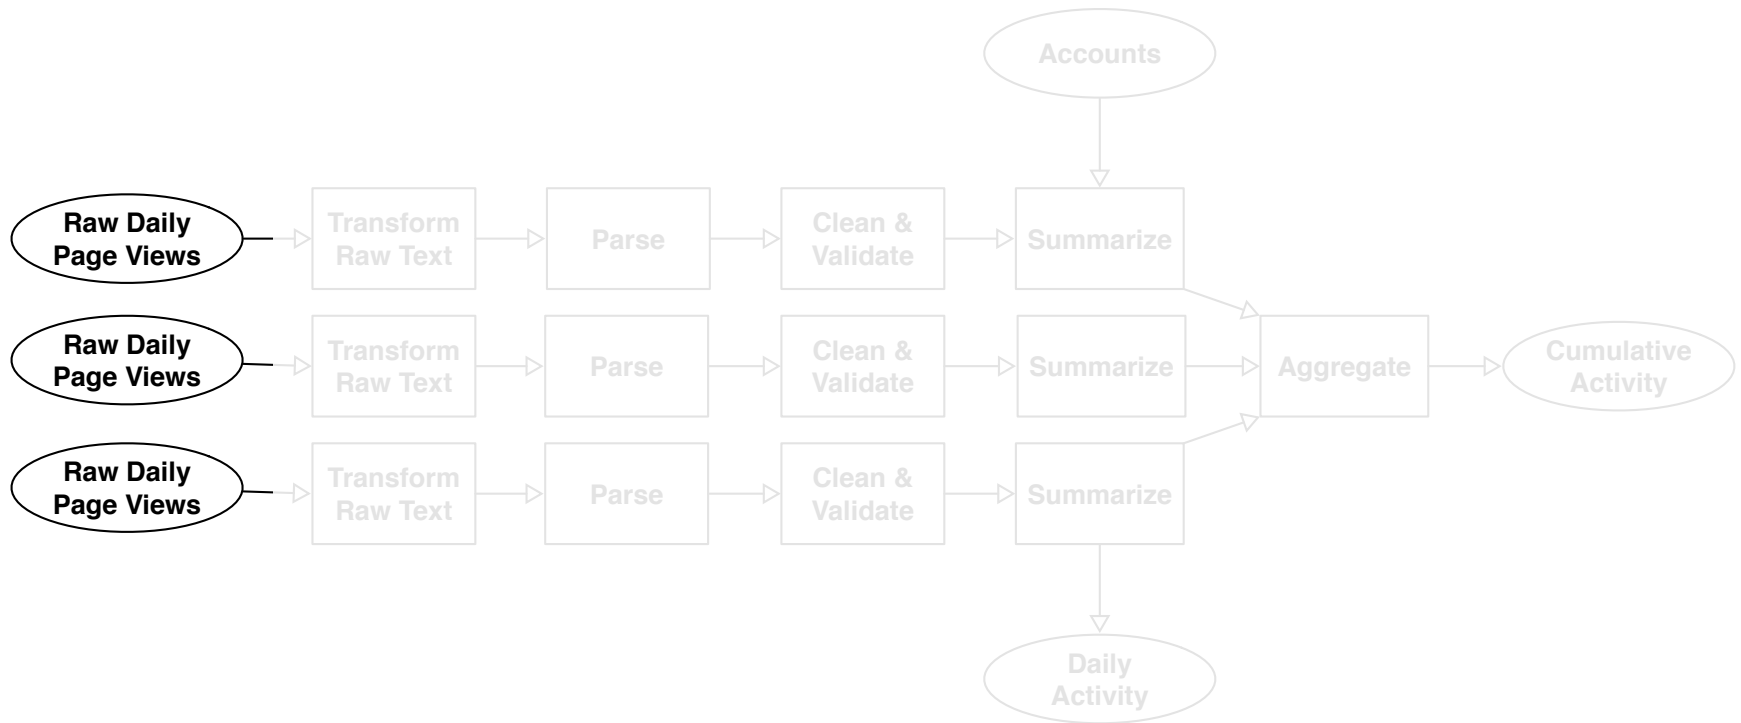 Accounts
Raw Daily
Page Views
Transform
Raw Text
Parse
Clean &
Validate
Summarize
Raw Daily
Page Views
Transform
Raw Text
Parse
Clean &
Validate
Summarize
Aggregate
Cumulative
Activity
Raw Daily
Page Views
Transform
Raw Text
Parse
Clean &
Validate
Summarize
Daily
Activity